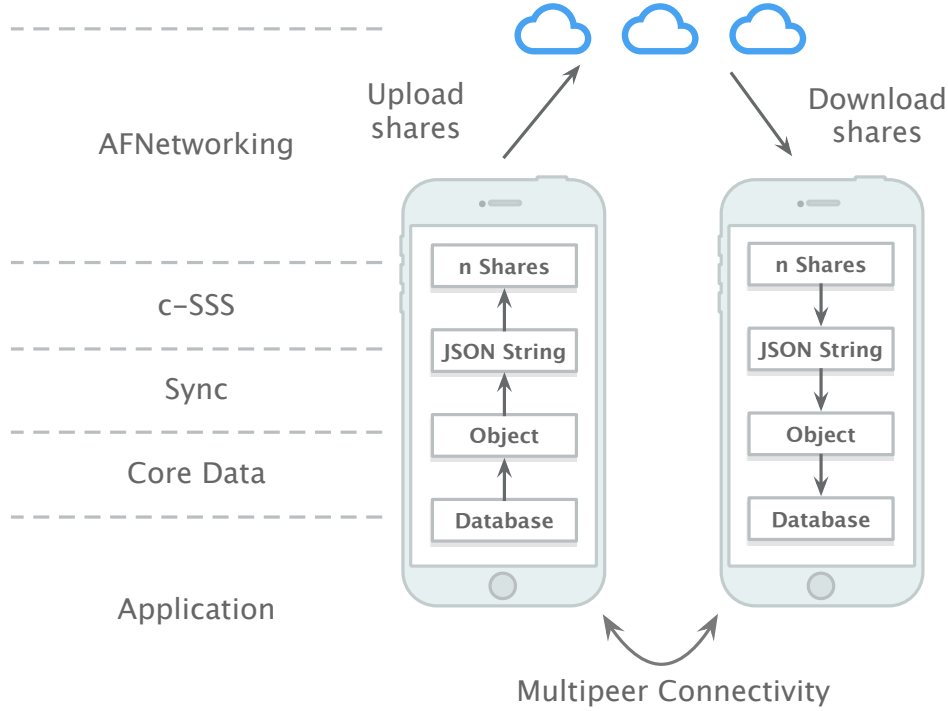 Upload
shares
Download
shares
AFNetworking
c-SSS
Sync
Core Data
Application
n Shares
JSON String
Object
Database
n Shares
JSON String
Object
Database
Multipeer Connectivity